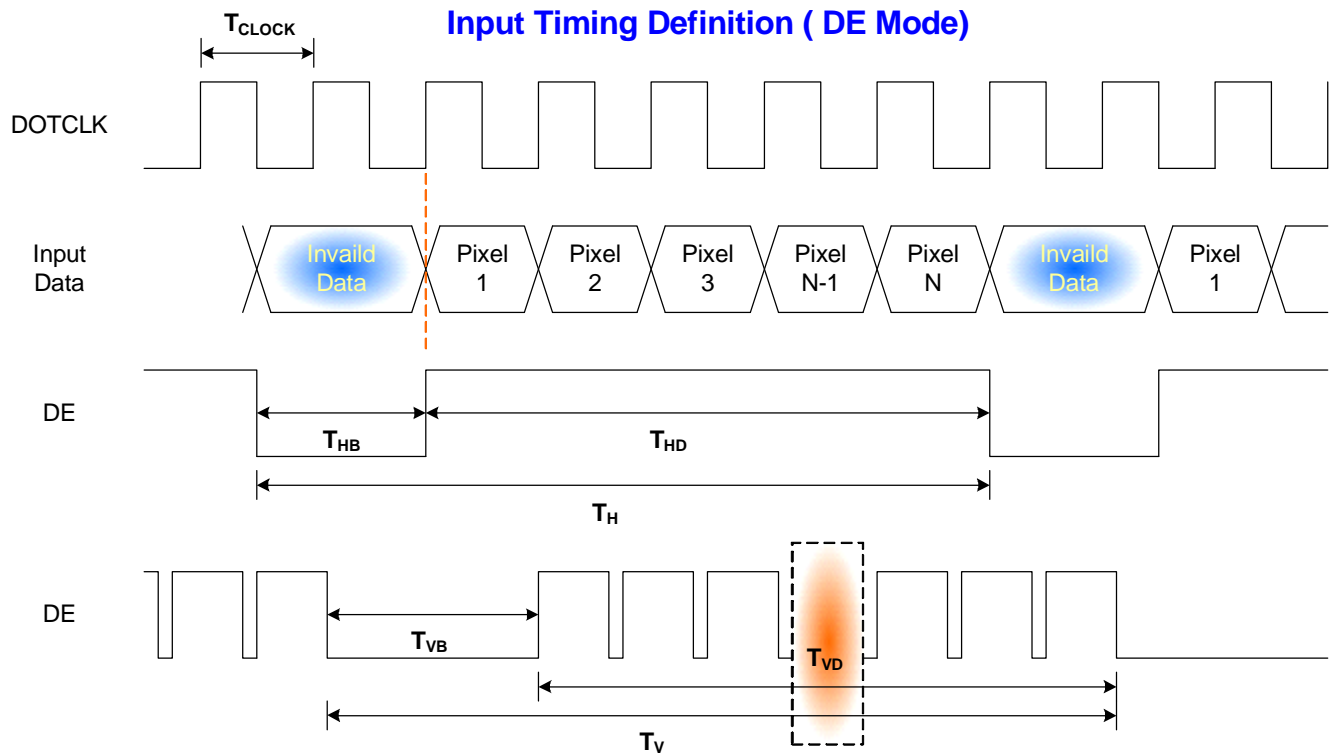 Input Timing Definition ( DE Mode)
TCLOCK
DOTCLK
Input
Data
Invaild
Data
Pixel
1
Pixel
2
Pixel
3
Pixel
N-1
Pixel
N
Invaild
Data
Pixel
1
DE
THB
THD
TH
DE
TVB
TVD
TV